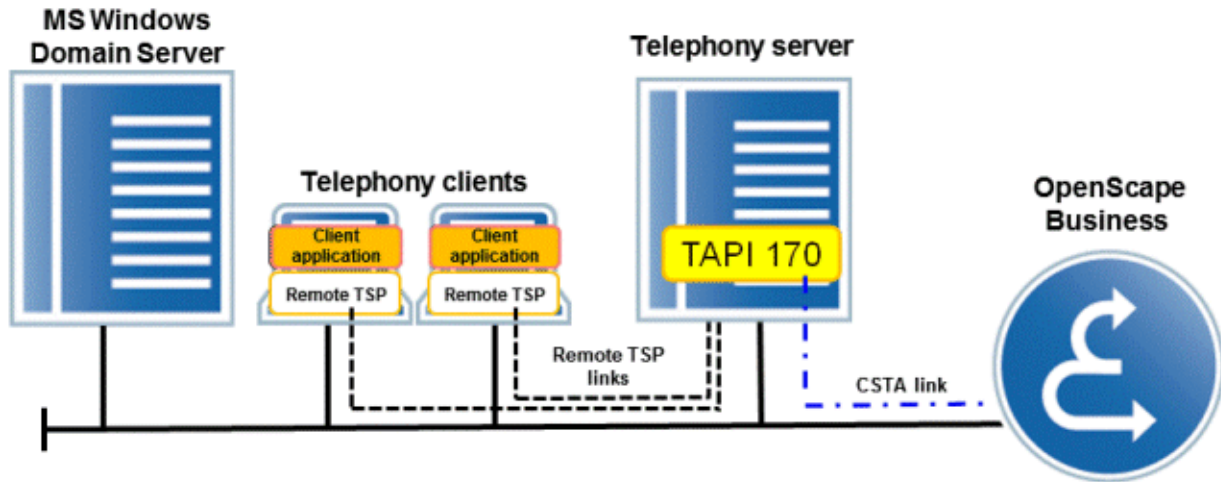 MS Windows
Domain Server
Telephony server
Telephony clients
OpenScape
Business
Client
application
Client
application
TAPI 170
Remote TSP
Remote TSP
Remote TSP
links
CSTA link